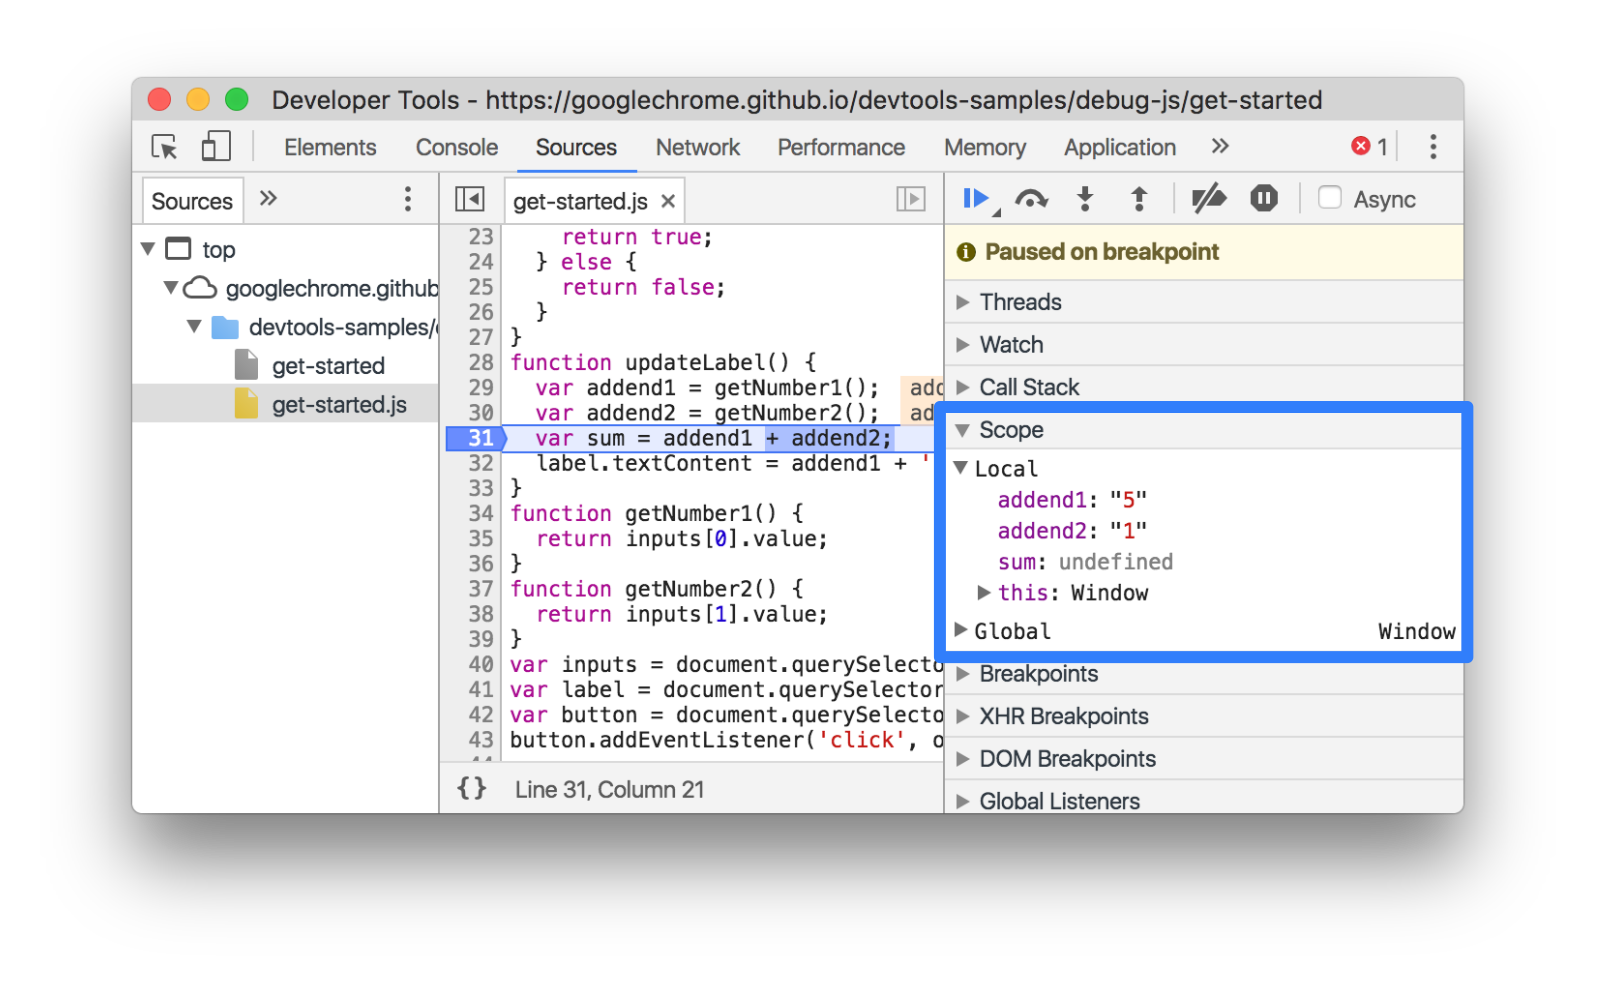 Developer Tools - https://googlechrome.github.io/devtools-samples/debug-js/get-started
Elements Console Sources Network Performance Memory Application » 1
Sources »
top
googlechrome.github
devtools-samples/
get-started
get-started.js
get-started.js ×
23 return true;
24 } else {
25 return false;
26 }
27 }
28 function updateLabel() {
29 var addend1 = getNumber1(); add
30 var addend2 = getNumber2(); ad
31 var sum = addend1 + addend2;
32 label.textContent = addend1 + '
33 }
34 function getNumber1() {
35 return inputs[0].value;
36 }
37 function getNumber2() {
38 return inputs[1].value;
39 }
40 var inputs = document.querySelecto
41 var label = document.querySelector
42 var button = document.querySelecto
43 button.addEventListener('click', o
{} Line 31, Column 21
Async
Paused on breakpoint
Threads
Watch
Call Stack
Scope
Local
addend1: "5"
addend2: "1"
sum: undefined
this: Window
Global Window
Breakpoints
XHR Breakpoints
DOM Breakpoints
Global Listeners